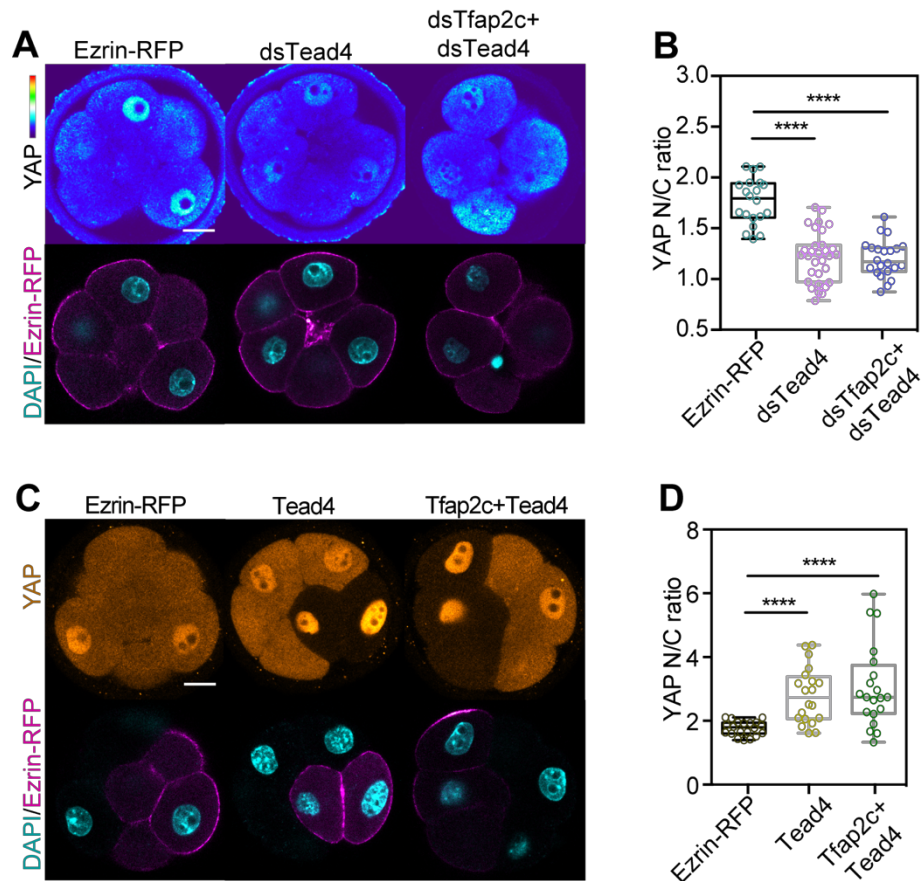 A
Ezrin-RFP
dsTead4
dsTfap2c+
dsTead4
YAP
DAPI/Ezrin-RFP
B
YAP N/C ratio
3.0
2.5
2.0
1.5
1.0
0.5
****
****
Ezrin-RFP
dsTead4
dsTfap2c+
dsTead4
C
Ezrin-RFP
Tead4
Tfap2c+Tead4
YAP
DAPI/Ezrin-RFP
D
YAP N/C ratio
8
6
4
2
0
****
****
Ezrin-RFP
Tead4
Tfap2c+
Tead4